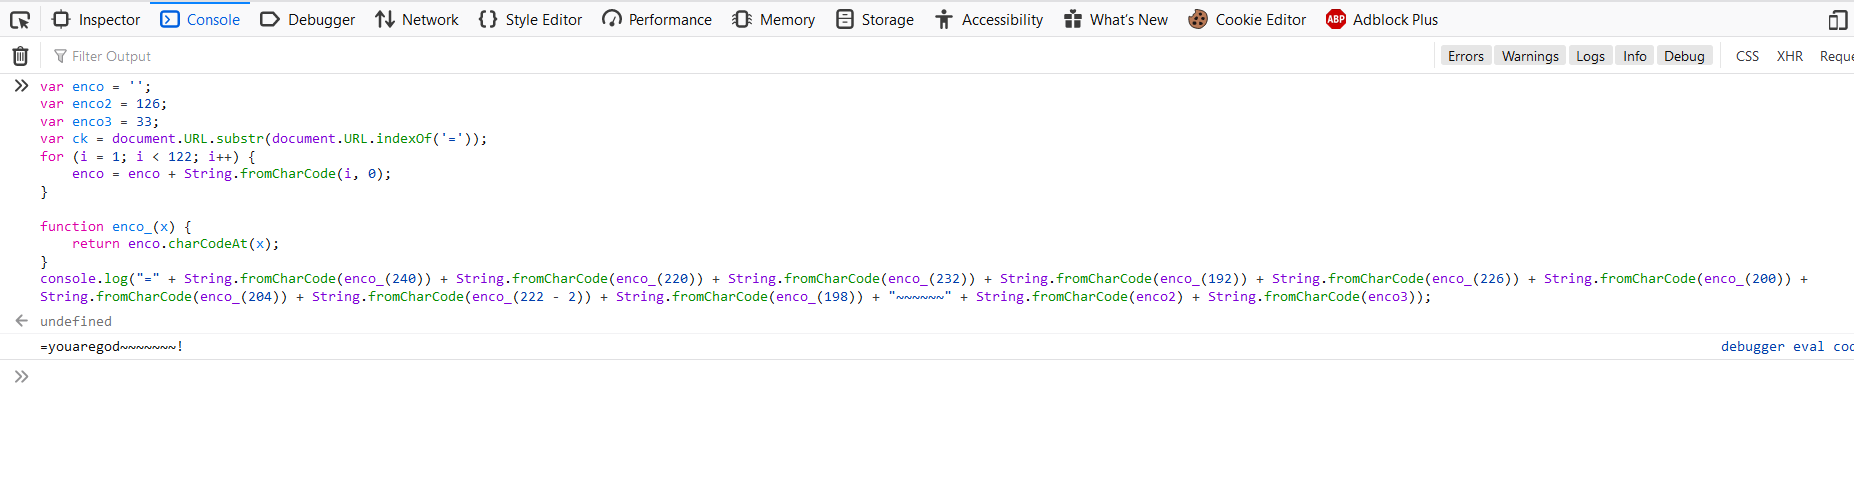 Inspector Console Debugger Network Style Editor Performance Memory Storage Accessibility What's New Cookie Editor ABP Adblock Plus
Filter Output Errors Warnings Logs Info Debug CSS XHR Reque
var enco = '';
var enco2 = 126;
var enco3 = 33;
var ck = document.URL.substr(document.URL.indexOf('='));
for (i = 1; i < 122; i++) {
    enco = enco + String.fromCharCode(i, 0);
}
function enco_(x) {
    return enco.charCodeAt(x);
}
console.log("=" + String.fromCharCode(enco_(240)) + String.fromCharCode(enco_(220)) + String.fromCharCode(enco_(232)) + String.fromCharCode(enco_(192)) + String.fromCharCode(enco_(226)) + String.fromCharCode(enco_(200)) +
String.fromCharCode(enco_(204)) + String.fromCharCode(enco_(222 - 2)) + String.fromCharCode(enco_(198)) + "~~~~~~" + String.fromCharCode(enco2) + String.fromCharCode(enco3));
undefined
=youaregod~~~~~~~! debugger eval cod